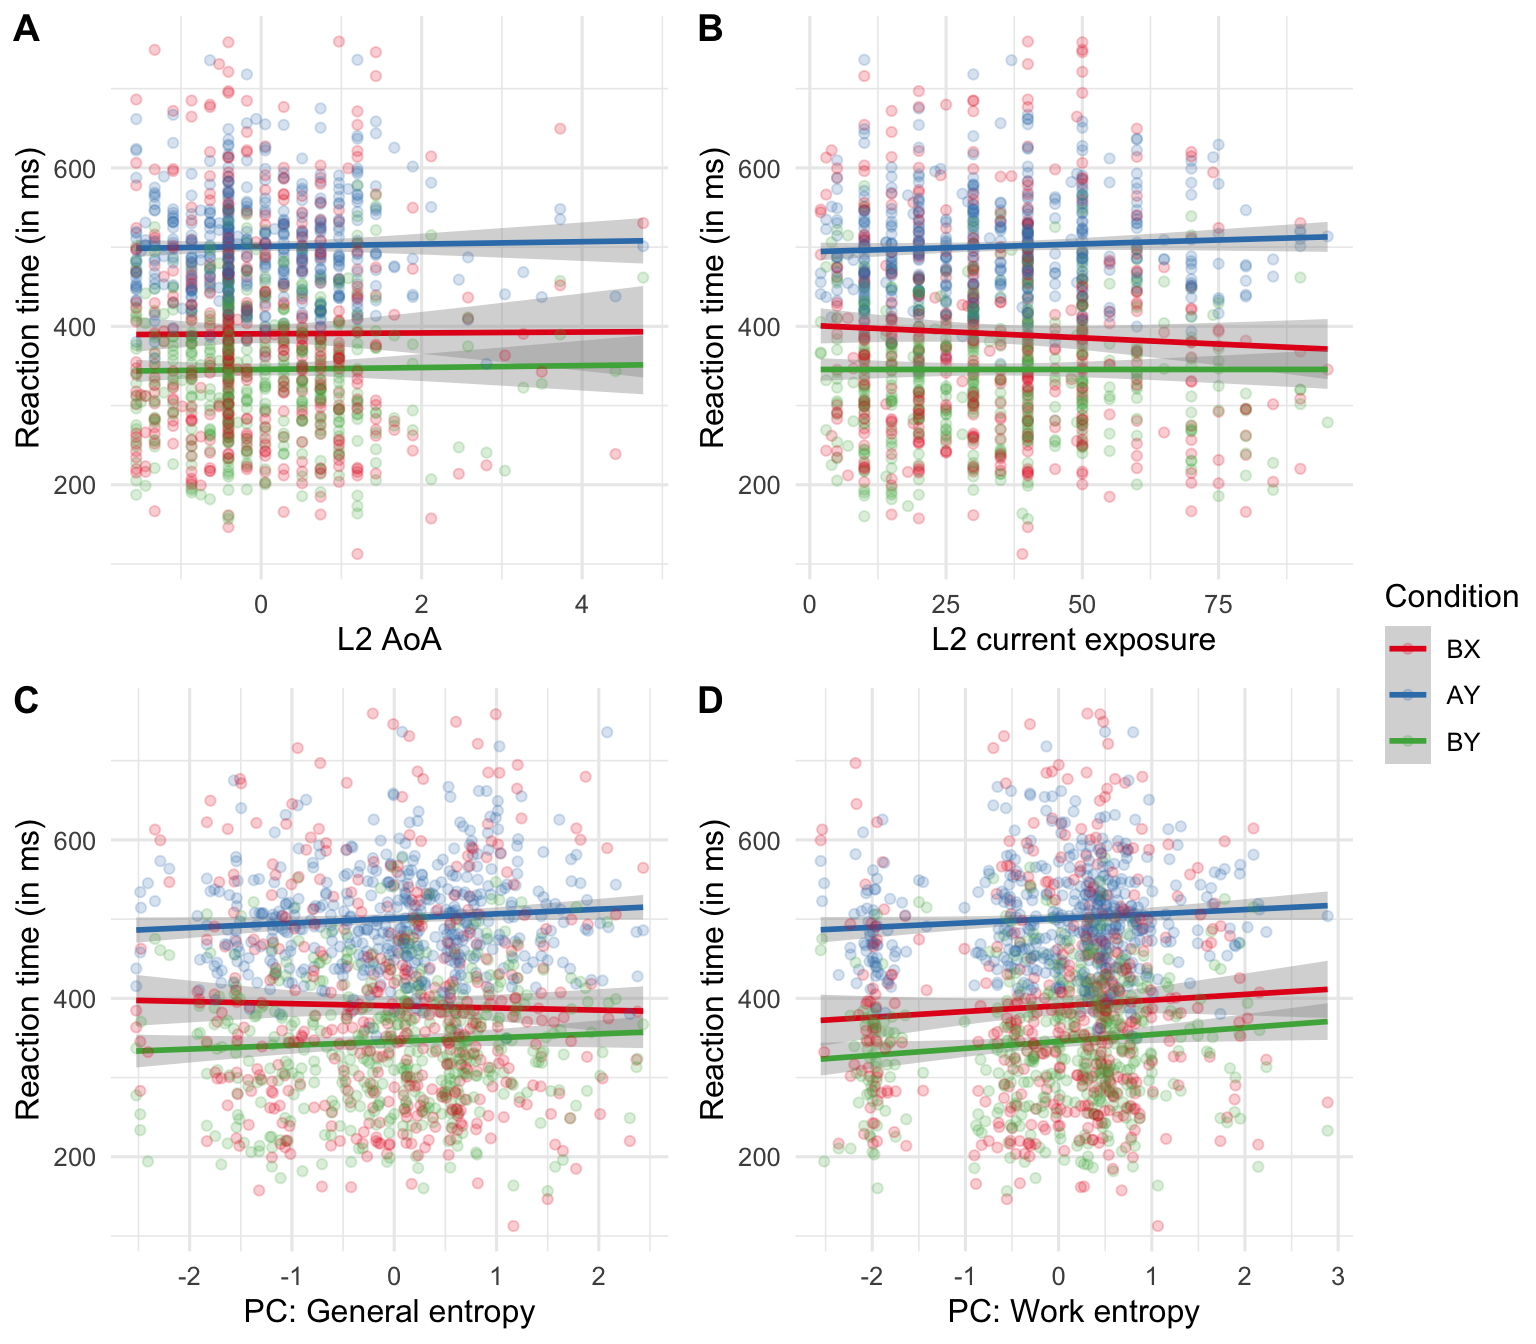 A
Reaction time (in ms)
600
400
200
0
2
4
L2 AoA
B
Reaction time (in ms)
600
400
200
0
25
50
75
L2 current exposure
Condition
BX
AY
BY
C
Reaction time (in ms)
600
400
200
-2
-1
0
1
2
PC: General entropy
D
Reaction time (in ms)
600
400
200
-2
-1
0
1
2
3
PC: Work entropy